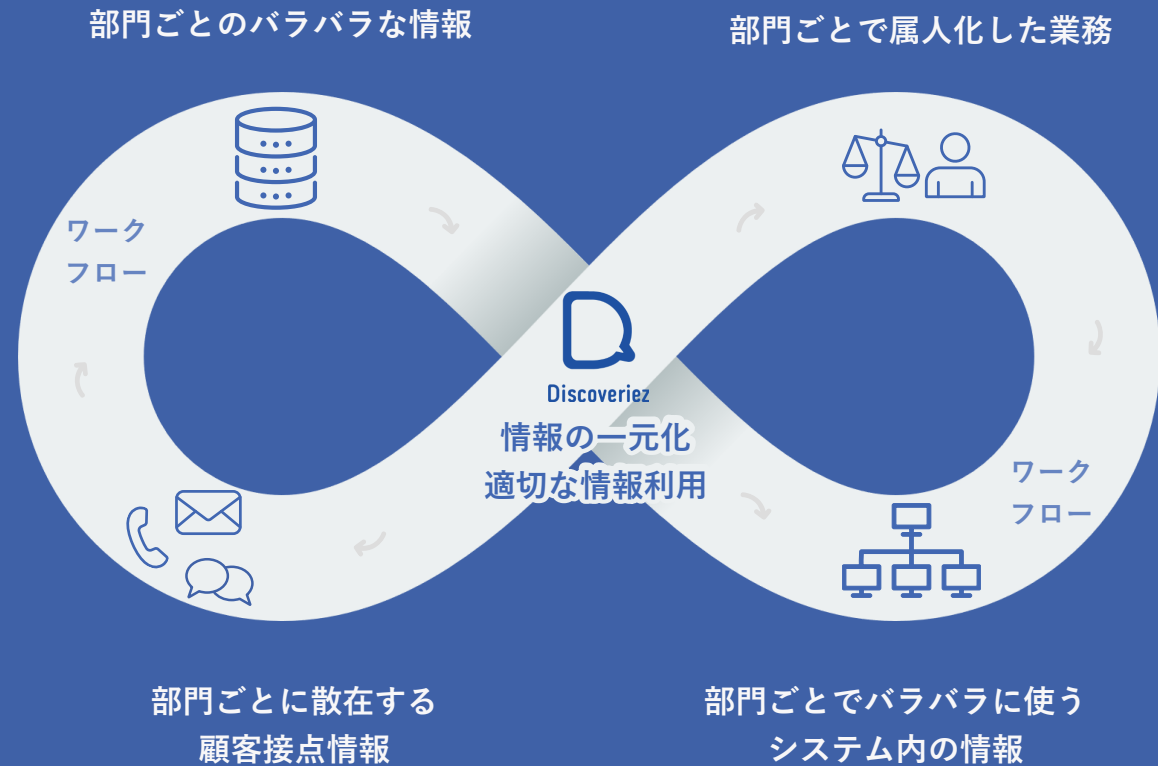 部門ごとのバラバラな情報
部門ごとで属人化した業務
ワーク
フロー
Discoveriez
情報の一元化
適切な情報利用
ワーク
フロー
部門ごとに散在する
顧客接点情報
部門ごとでバラバラに使う
システム内の情報